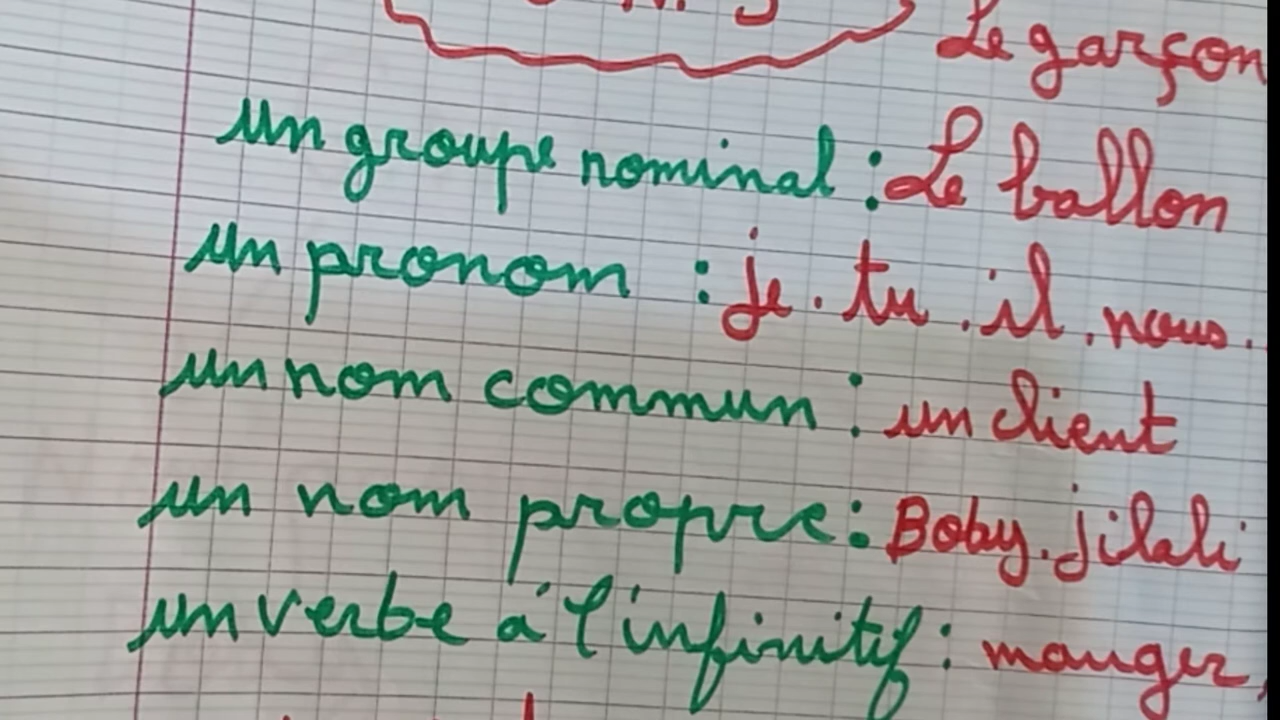 Le garçon
un groupe nominal : Le ballon
un pronom : je . tu . il . nous .
un nom commun : un client
un nom propre : Boby . jilali
un verbe á l'infinitif : manger,